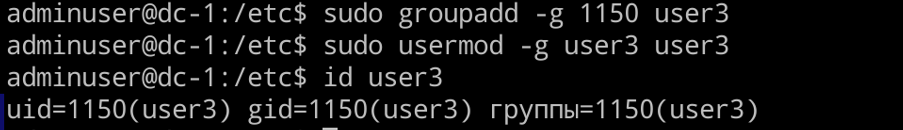 adminuser@dc-1:/etc$ sudo groupadd -g 1150 user3
adminuser@dc-1:/etc$ sudo usermod -g user3 user3
adminuser@dc-1:/etc$ id user3
uid=1150(user3) gid=1150(user3) группы=1150(user3)